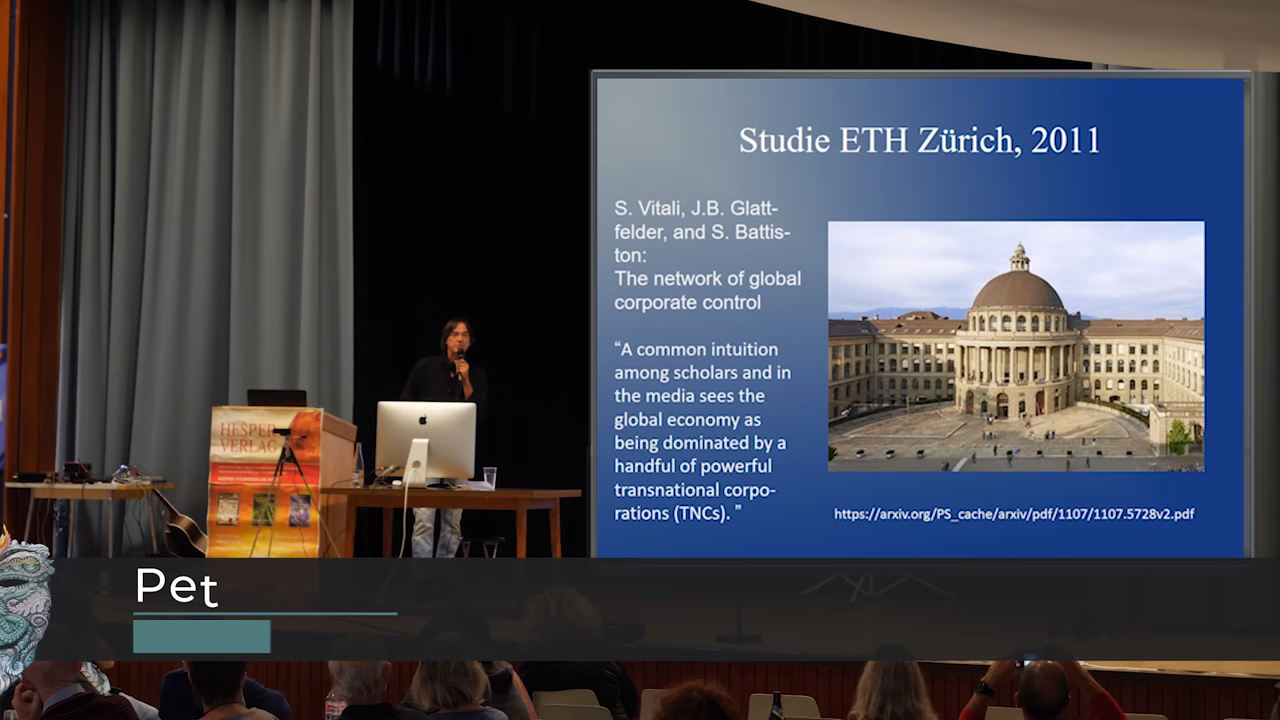 Studie ETH Zürich, 2011
S. Vitali, J.B. Glatt-
felder, and S. Battis-
ton:
The network of global
corporate control
“A common intuition
among scholars and in
the media sees the
global economy as
being dominated by a
handful of powerful
transnational corpo-
rations (TNCs). ”
https://arxiv.org/PS_cache/arxiv/pdf/1107/1107.5728v2.pdf
HESPER
VERLAG
Pet